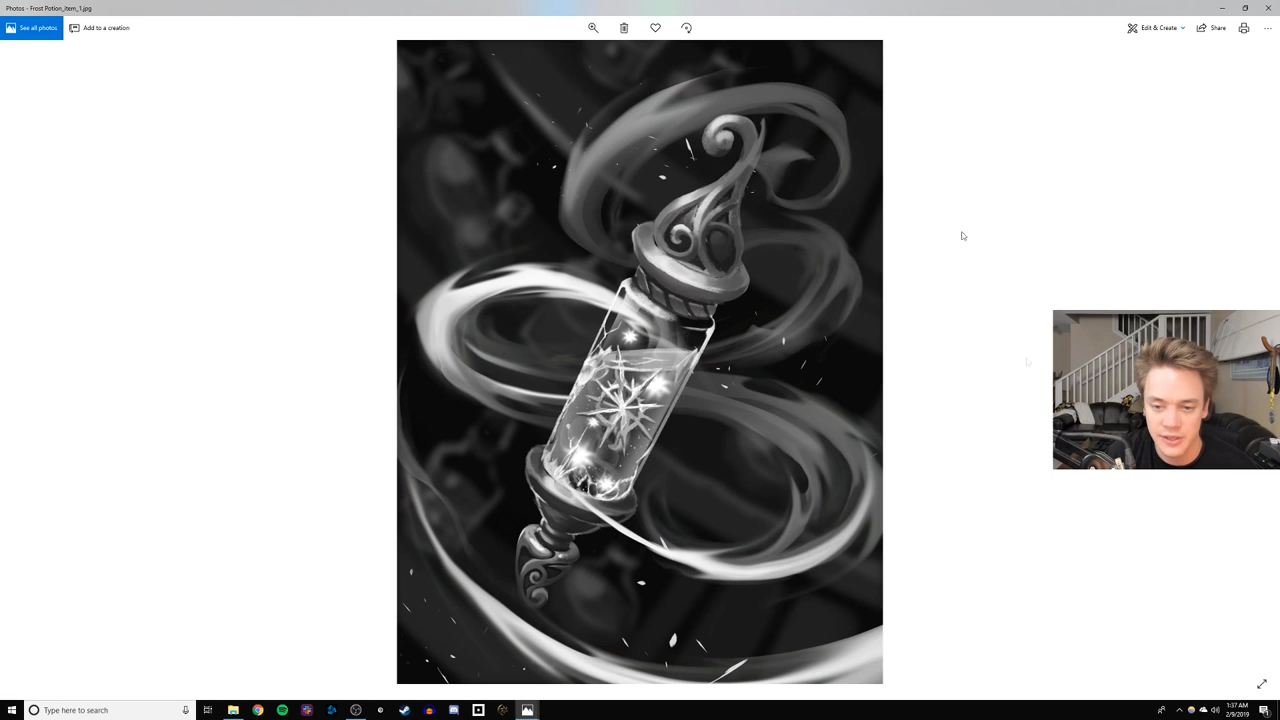 Photos - Frost Potion_item_1.jpg
See all photos
Add to a creation
Edit & Create
Share
Type here to search
1:37 AM
2/9/2019